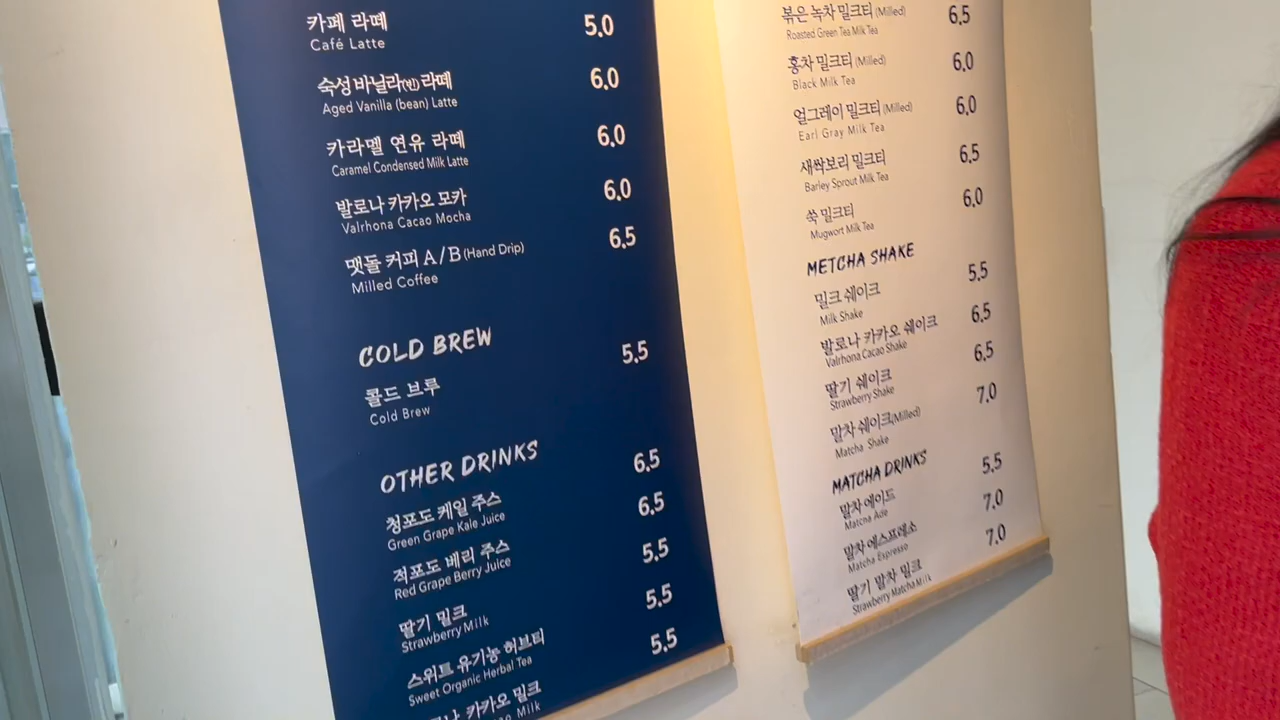 카페 라떼
5.0
Café Latte
숙성 바닐라(빈) 라떼
6.0
Aged Vanilla (bean) Latte
카라멜 연유 라떼
6.0
Caramel Condensed Milk Latte
발로나 카카오 모카
6.0
Valrhona Cacao Mocha
맷돌 커피 A/B (Hand Drip)
6.5
Milled Coffee
COLD BREW
콜드 브루
5.5
Cold Brew
OTHER DRINKS
청포도 케일 주스
6.5
Green Grape Kale Juice
적포도 베리 주스
6.5
Red Grape Berry Juice
딸기 밀크
5.5
Strawberry Milk
스위트 유기농 허브티
5.5
Sweet Organic Herbal Tea
카카오 밀크
5.5
Milk
볶은 녹차 밀크티 (Milled)
6.5
Roasted Green Tea Milk Tea
홍차 밀크티 (Milled)
6.0
Black Milk Tea
얼그레이 밀크티 (Milled)
6.0
Earl Gray Milk Tea
새싹보리 밀크티
6.5
Barley Sprout Milk Tea
쑥 밀크티
6.0
Mugwort Milk Tea
METCHA SHAKE
밀크 쉐이크
5.5
Milk Shake
발로나 카카오 쉐이크
6.5
Valrhona Cacao Shake
딸기 쉐이크
6.5
Strawberry Shake
말차 쉐이크(Milled)
7.0
Matcha Shake
MATCHA DRINKS
말차 에이드
5.5
Matcha Ade
말차 에스프레소
7.0
Matcha Espresso
딸기 말차 밀크
7.0
Strawberry Matcha Milk